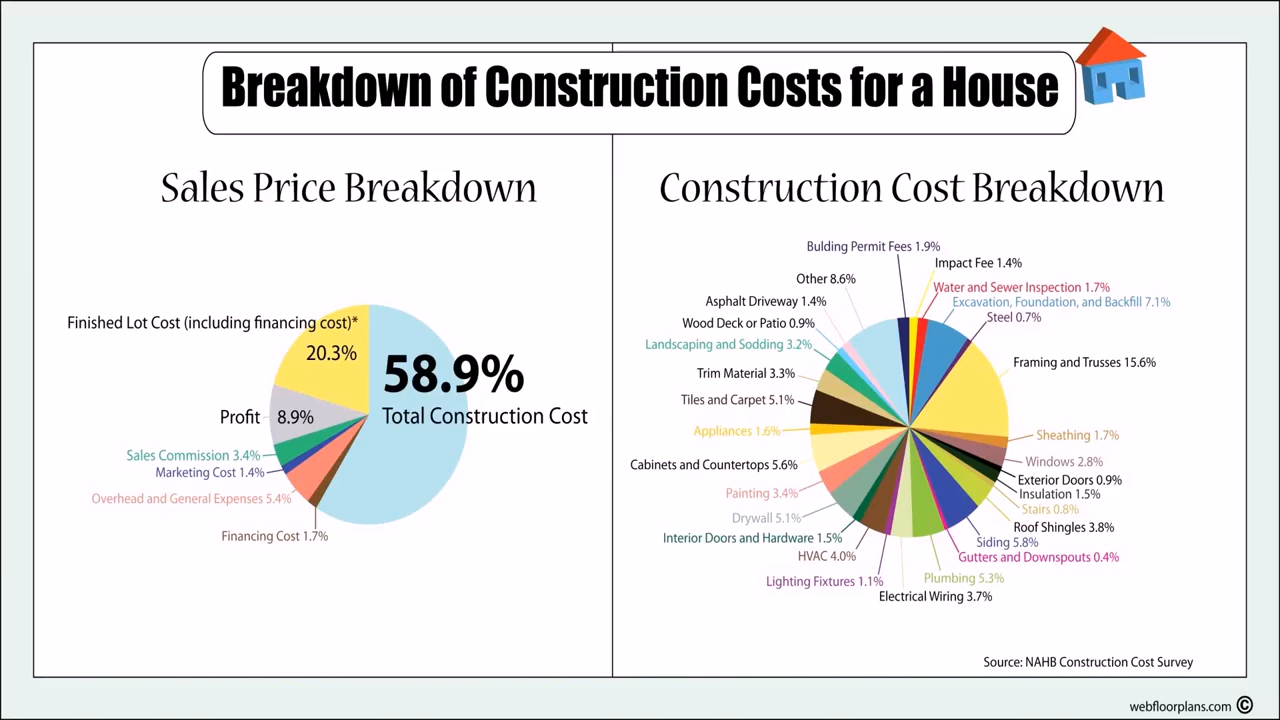 Breakdown of Construction Costs for a House
Sales Price Breakdown
Finished Lot Cost (including financing cost)*
20.3%
58.9%
Total Construction Cost
Profit 8.9%
Sales Commission 3.4%
Marketing Cost 1.4%
Overhead and General Expenses 5.4%
Financing Cost 1.7%
Construction Cost Breakdown
Bulding Permit Fees 1.9%
Impact Fee 1.4%
Water and Sewer Inspection 1.7%
Excavation, Foundation, and Backfill 7.1%
Steel 0.7%
Framing and Trusses 15.6%
Sheathing 1.7%
Windows 2.8%
Exterior Doors 0.9%
Insulation 1.5%
Stairs 0.8%
Roof Shingles 3.8%
Siding 5.8%
Gutters and Downspouts 0.4%
Plumbing 5.3%
Electrical Wiring 3.7%
Lighting Fixtures 1.1%
HVAC 4.0%
Interior Doors and Hardware 1.5%
Drywall 5.1%
Painting 3.4%
Cabinets and Countertops 5.6%
Appliances 1.6%
Tiles and Carpet 5.1%
Trim Material 3.3%
Landscaping and Sodding 3.2%
Wood Deck or Patio 0.9%
Asphalt Driveway 1.4%
Other 8.6%
Source: NAHB Construction Cost Survey
webfloorplans.com ©